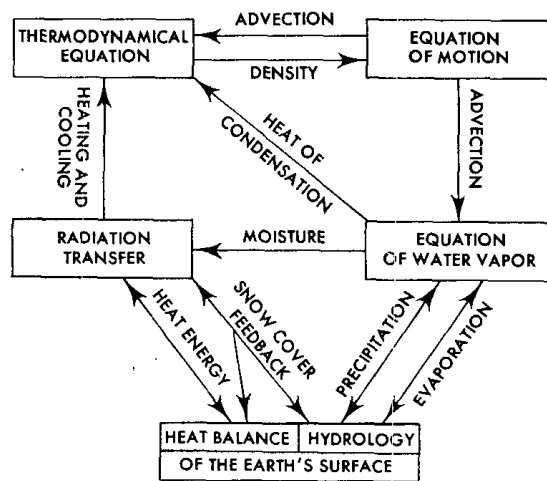 ADVECTION
THERMODYNAMICAL
EQUATION
EQUATION
OF MOTION
DENSITY
HEATING AND
COOLING
HEAT OF
CONDENSATION
ADVECTION
RADIATION
TRANSFER
MOISTURE
EQUATION
OF WATER VAPOR
HEAT ENERGY
SNOW COVER
FEEDBACK
PRECIPITATION
EVAPORATION
HEAT BALANCE
HYDROLOGY
OF THE EARTH'S SURFACE